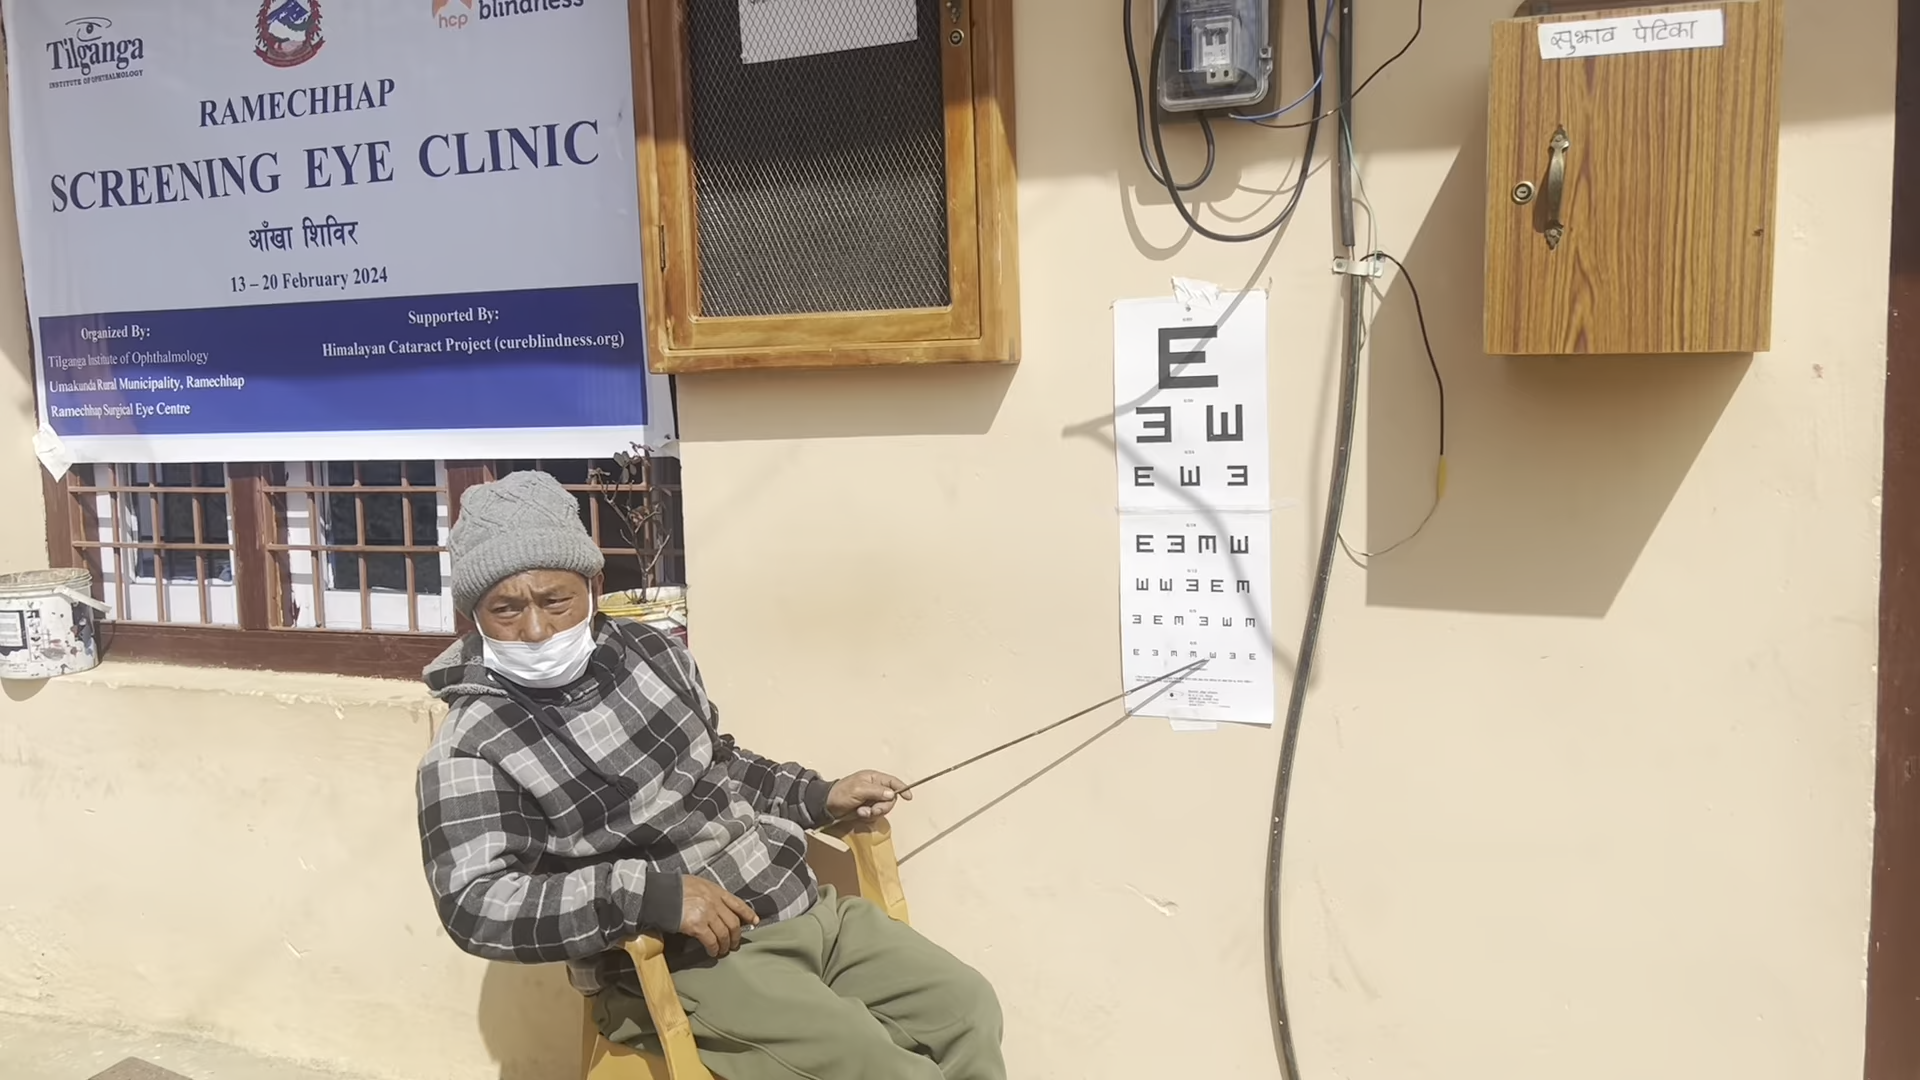 Tilganga
INSTITUTE OF OPHTHALMOLOGY
hcp
blindness
RAMECHHAP
SCREENING EYE CLINIC
आँखा शिविर
13 – 20 February 2024
Organized By:
Tilganga Institute of Ophthalmology
Umakunda Rural Municipality, Ramechhap
Ramechhap Surgical Eye Centre
Supported By:
Himalayan Cataract Project (cureblindness.org)
सुझाव पेटिका
E
E E
E E E
E E E E
E E E E E
E E E E E E
E E E E E E E